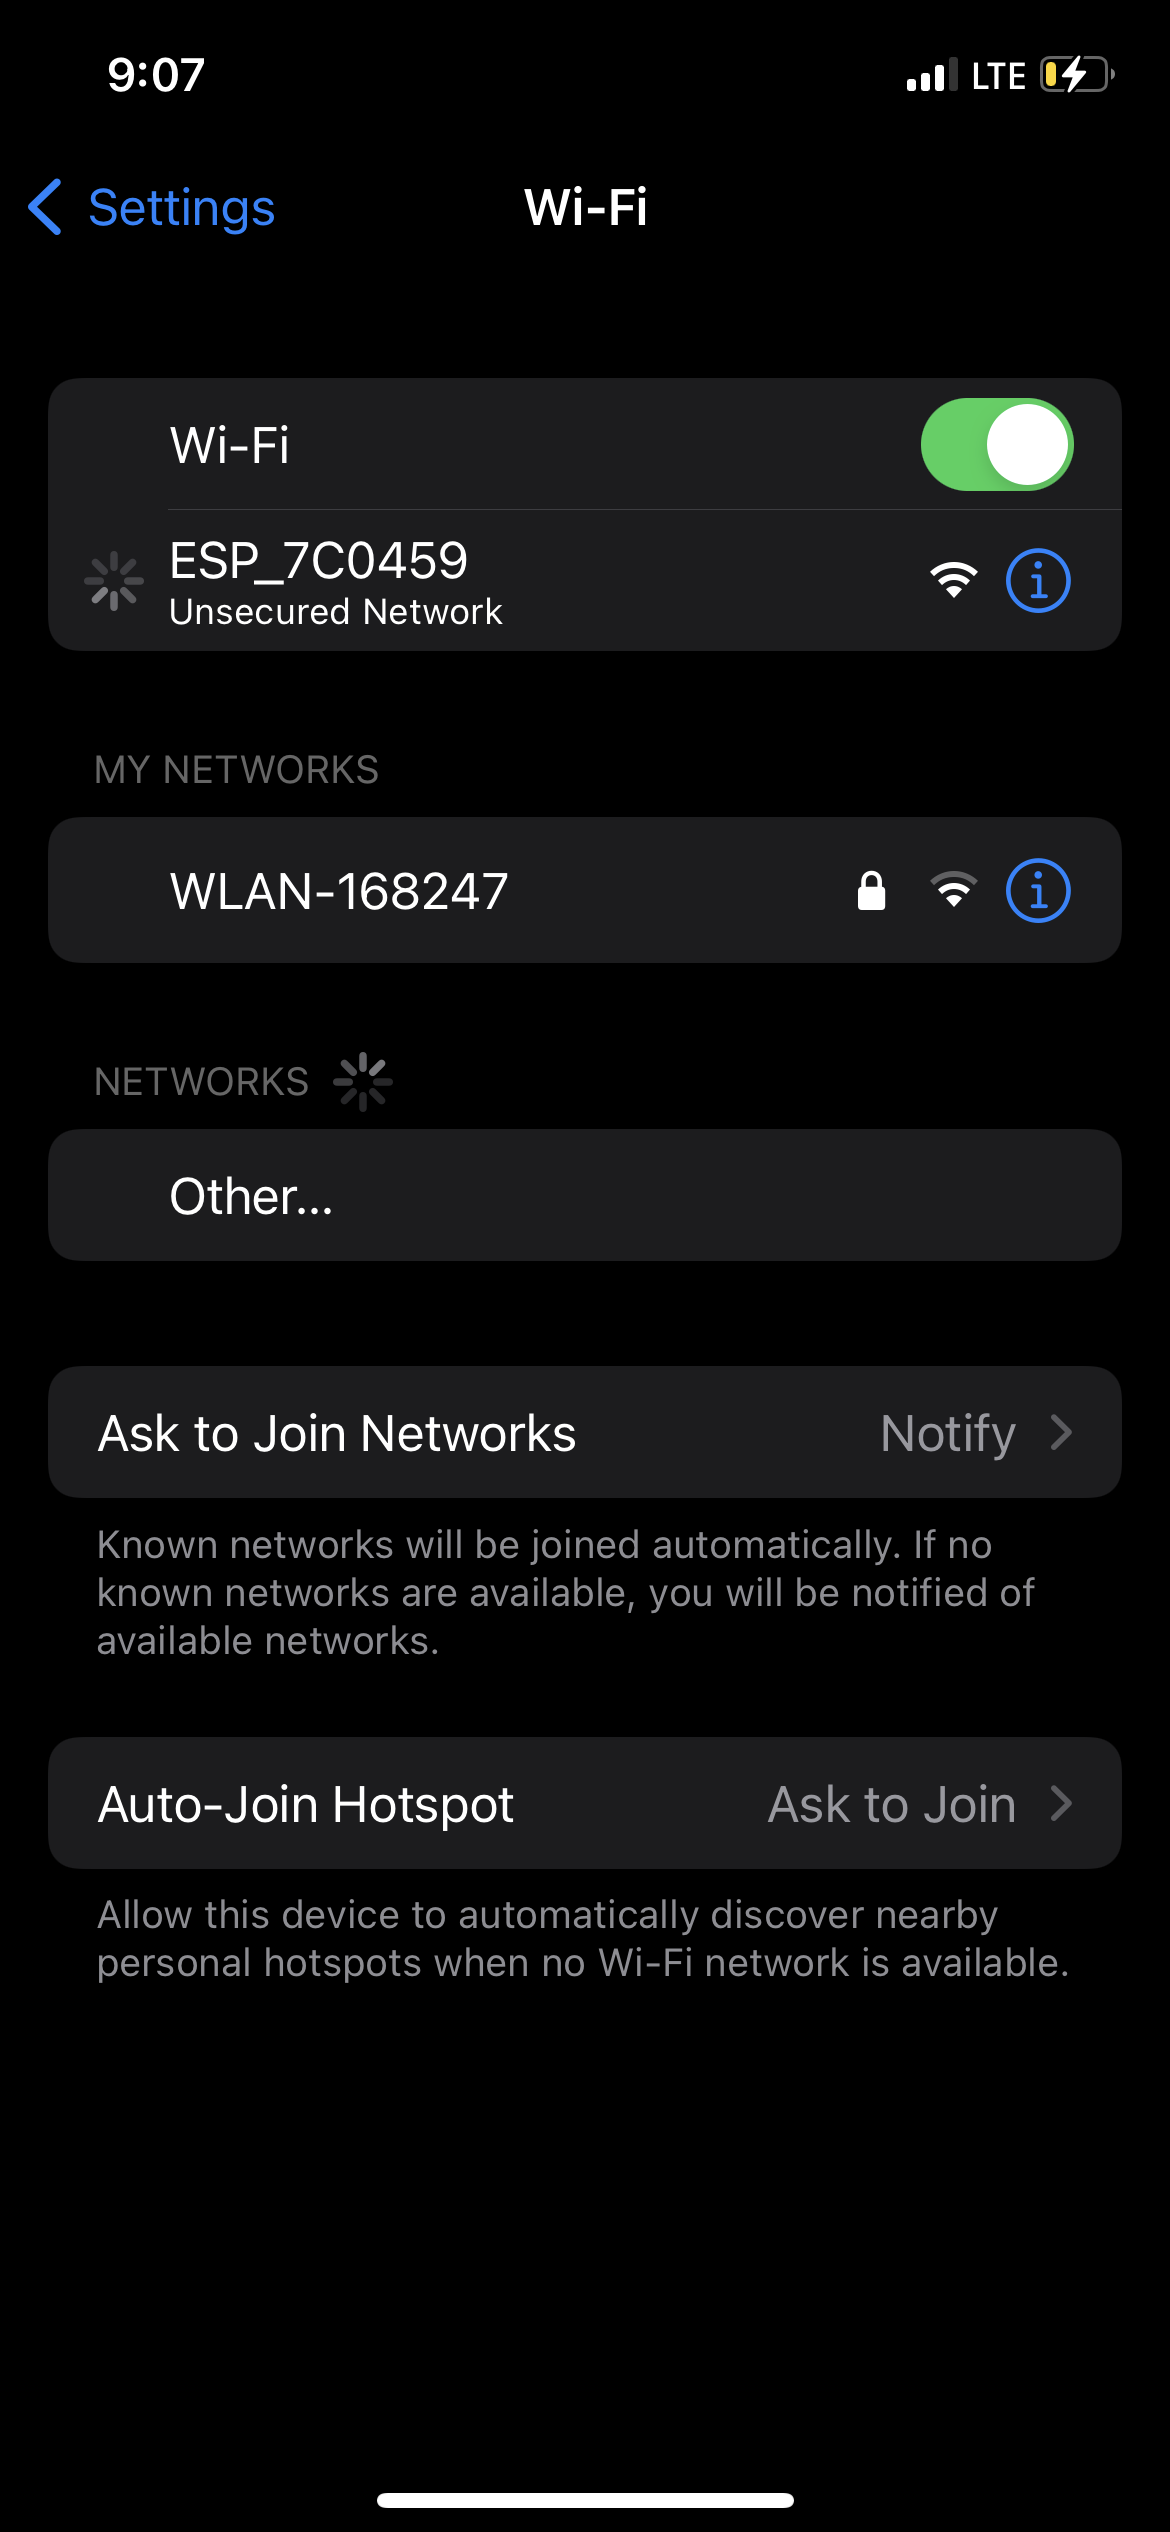 9:07
LTE
Settings
Wi-Fi
Wi-Fi
ESP_7C0459
Unsecured Network
MY NETWORKS
WLAN-168247
NETWORKS
Other...
Ask to Join Networks Notify
Known networks will be joined automatically. If no
known networks are available, you will be notified of
available networks.
Auto-Join Hotspot Ask to Join
Allow this device to automatically discover nearby
personal hotspots when no Wi-Fi network is available.